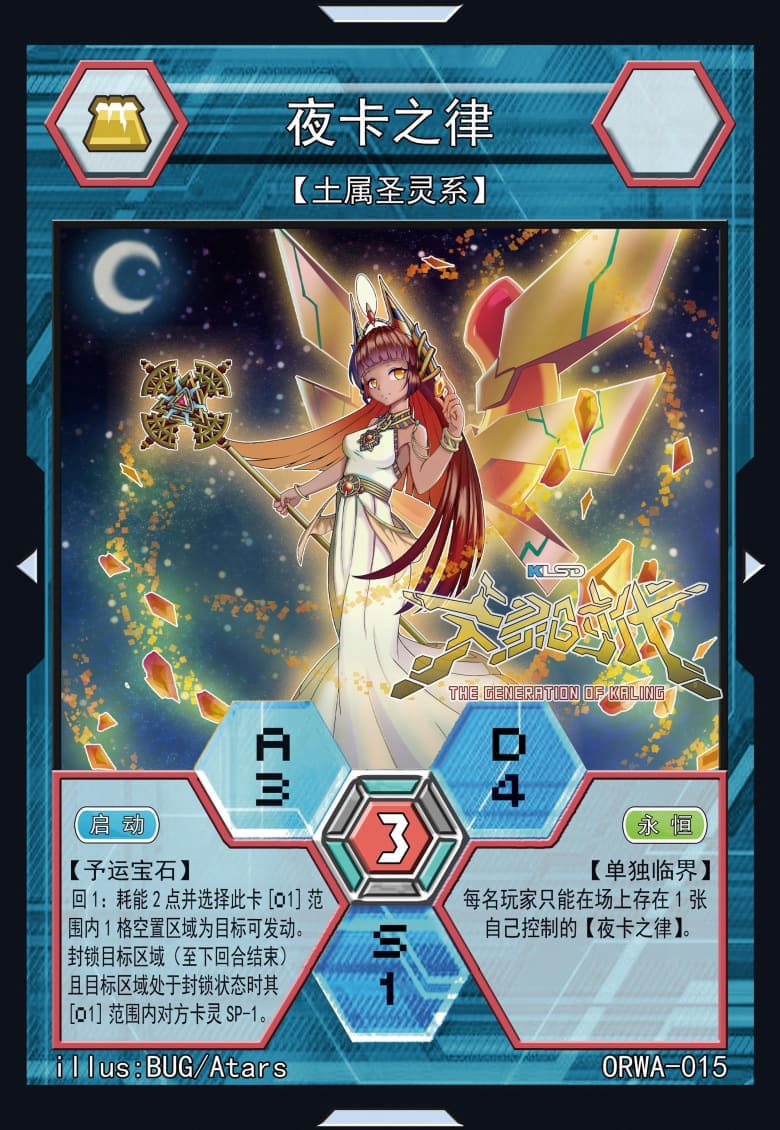 夜卡之律
【土属圣灵系】
KLSD
卡灵时代
THE GENERATION OF KALING
A
3
D
4
3
S
1
启动
【予运宝石】
回1：耗能2点并选择此卡[O1]范
围内1格空置区域为目标可发动。
封锁目标区域（至下回合结束）
且目标区域处于封锁状态时其
[O1]范围内对方卡灵SP-1。
永恒
【单独临界】
每名玩家只能在场上存在1张
自己控制的【夜卡之律】。
illus:BUG/Atars
ORWA-015